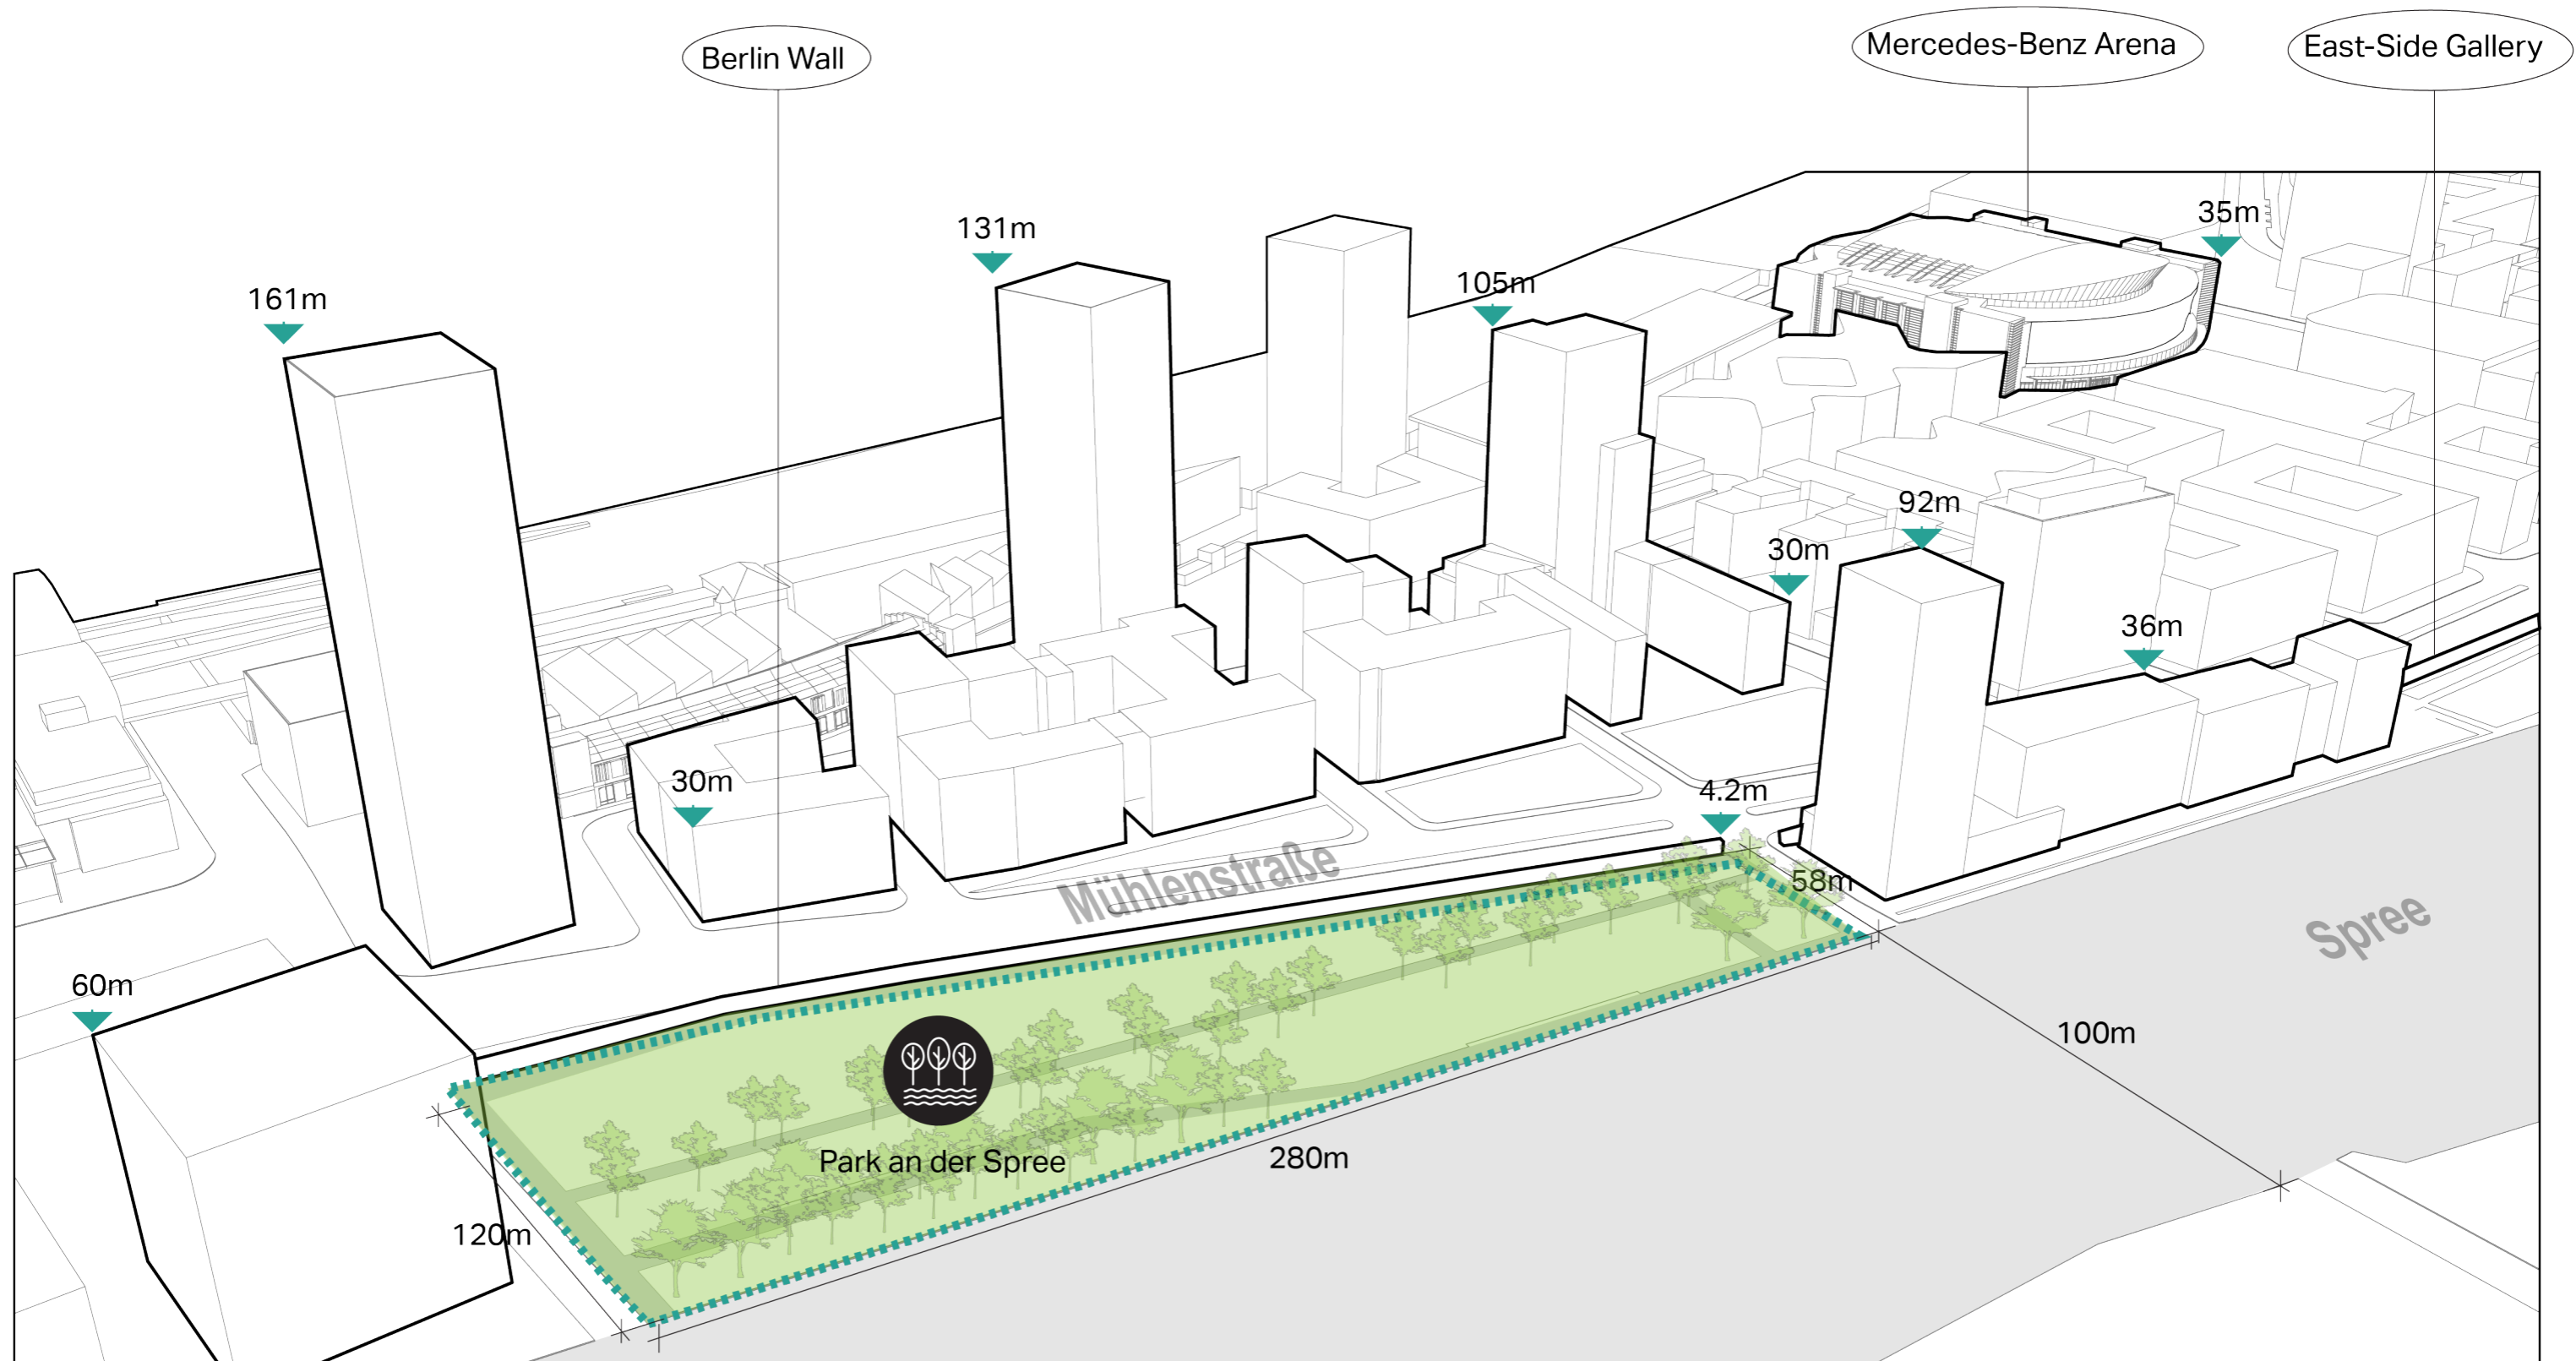 Berlin Wall
Mercedes-Benz Arena
East-Side Gallery
35m
131m
105m
161m
92m
30m
36m
30m
4.2m
Mühlenstraße
58m
Spree
60m
100m
Park an der Spree
280m
120m